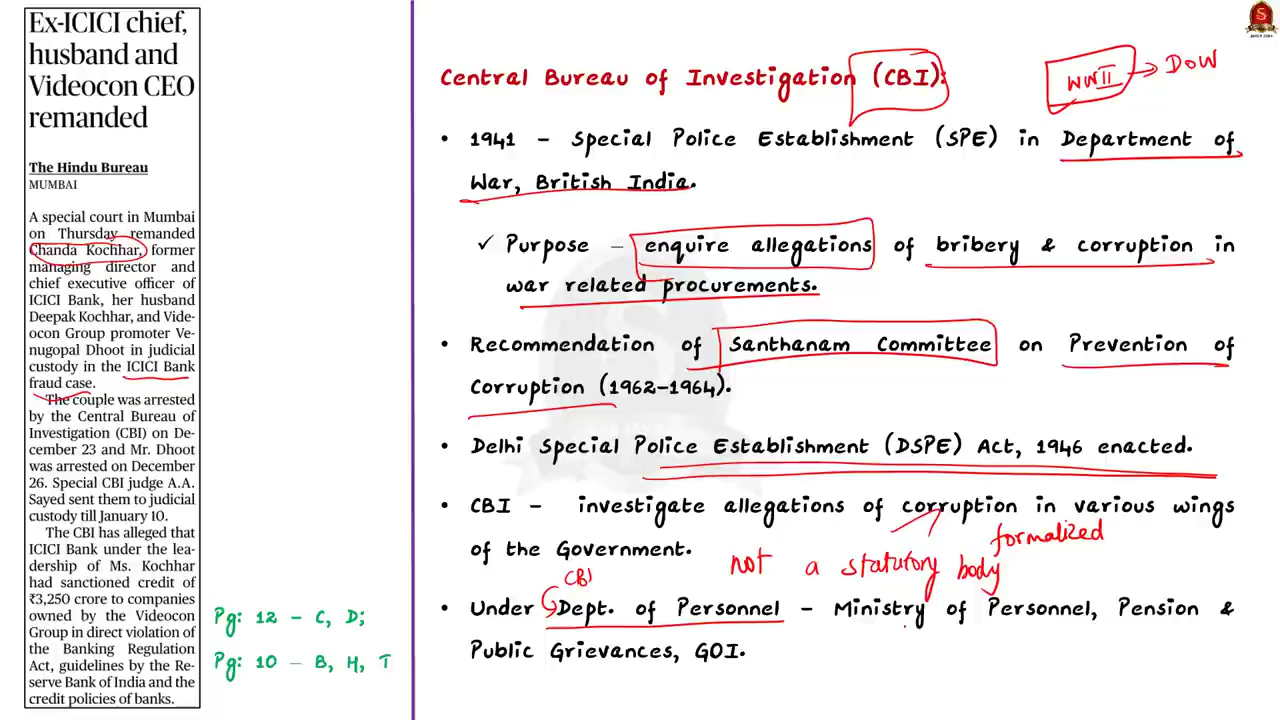 Ex-ICICI chief,
husband and
Videocon CEO
remanded
The Hindu Bureau
MUMBAI
A special court in Mumbai
on Thursday remanded
Chanda Kochhar, former
managing director and
chief executive officer of
ICICI Bank, her husband
Deepak Kochhar, and Vide-
ocon Group promoter Ve-
nugopal Dhoot in judicial
custody in the ICICI Bank
fraud case.
The couple was arrested
by the Central Bureau of
Investigation (CBI) on De-
cember 23 and Mr. Dhoot
was arrested on December
26. Special CBI judge A.A.
Sayed sent them to judicial
custody till January 10.
The CBI has alleged that
ICICI Bank under the lea-
dership of Ms. Kochhar
had sanctioned credit of
₹3,250 crore to companies
owned by the Videocon
Group in direct violation of
the Banking Regulation
Act, guidelines by the Re-
serve Bank of India and the
credit policies of banks.
Pg: 12 - C, D;
Pg: 10 - B, H, T
Central Bureau of Investigation (CBI):
WW II → DOW
• 1941 - Special Police Establishment (SPE) in Department of
War, British India.
✓ Purpose - enquire allegations of bribery & corruption in
war related procurements.
• Recommendation of Santhanam Committee on Prevention of
Corruption (1962-1964).
• Delhi Special Police Establishment (DSPE) Act, 1946 enacted.
• CBI - investigate allegations of corruption in various wings
of the Government.
formalized
not a statutory body
CBI
• Under Dept. of Personnel - Ministry of Personnel, Pension &
Public Grievances, GOI.